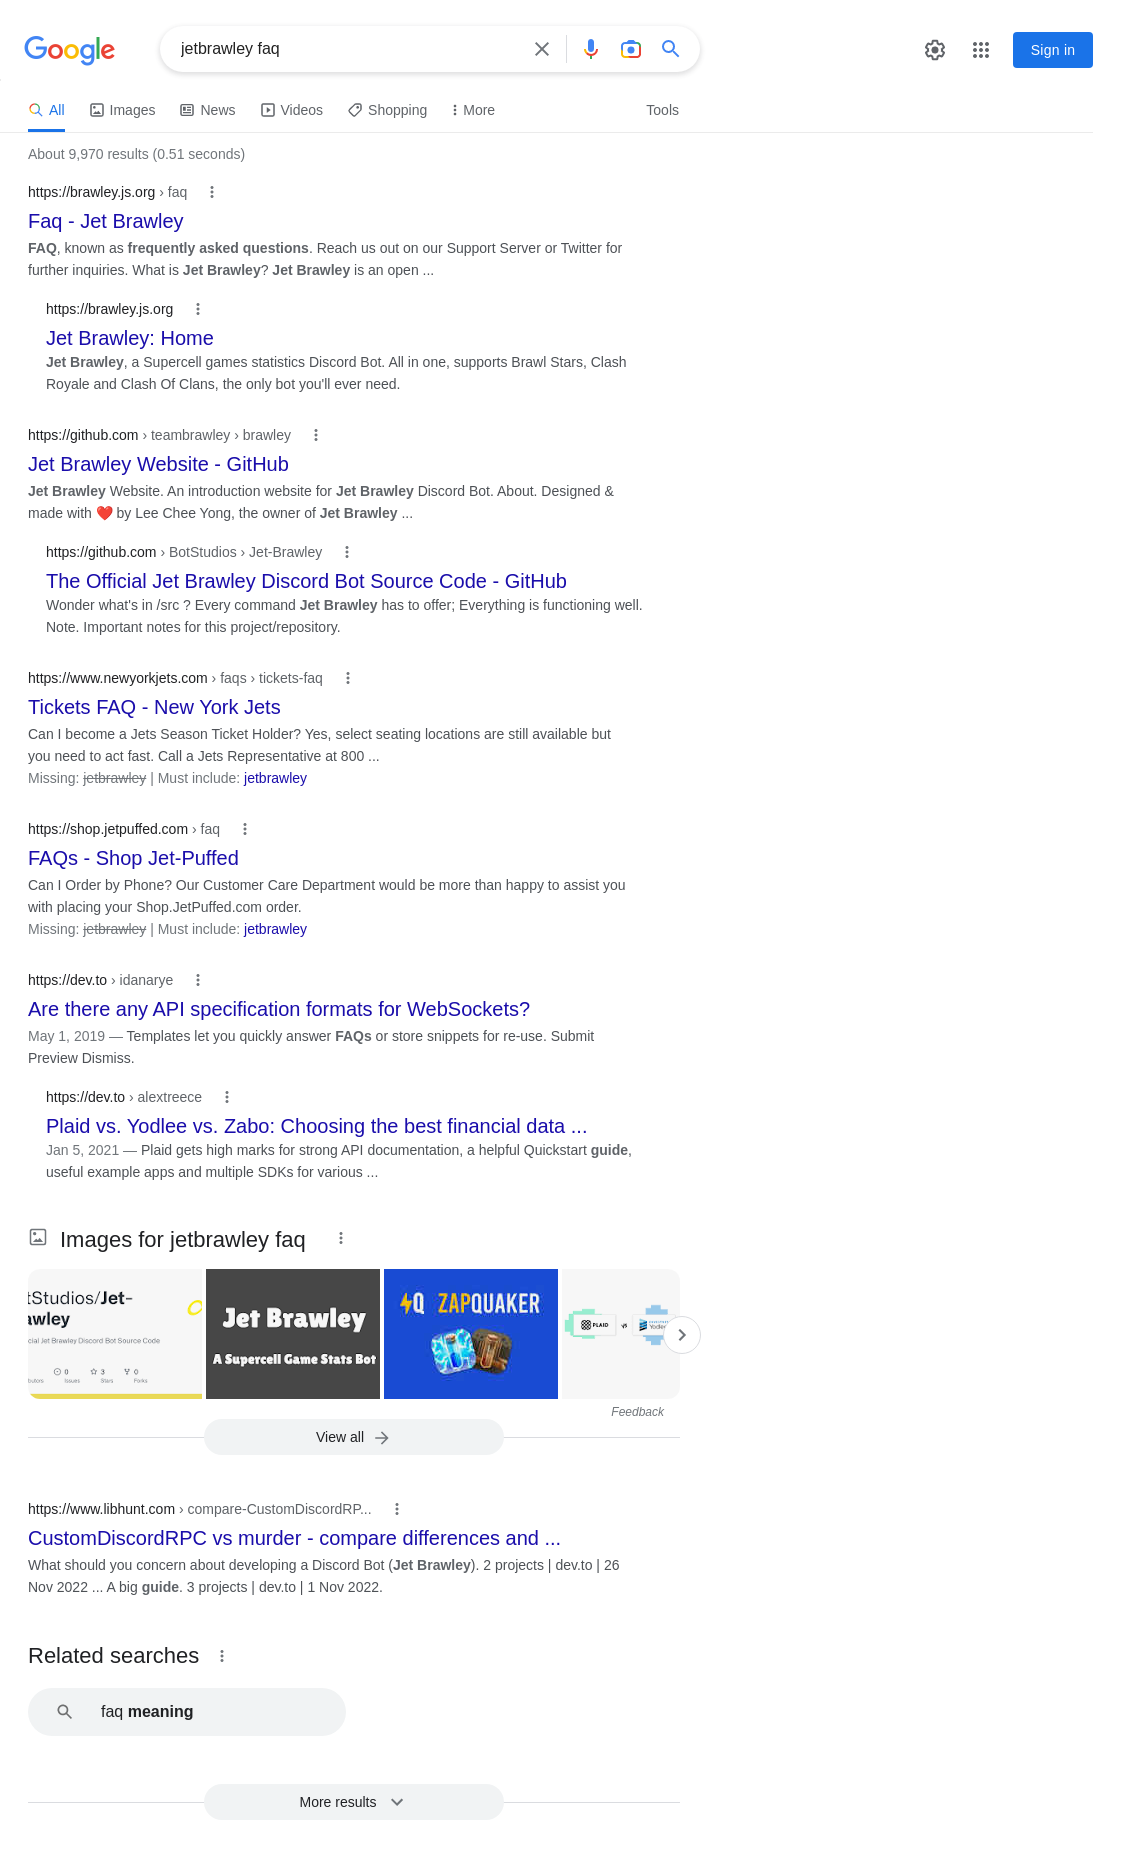 Google
jetbrawley faq
Sign in
All Images News Videos Shopping More Tools
About 9,970 results (0.51 seconds)
https://brawley.js.org › faq
Faq - Jet Brawley
FAQ, known as frequently asked questions. Reach us out on our Support Server or Twitter for
further inquiries. What is Jet Brawley? Jet Brawley is an open ...
https://brawley.js.org
Jet Brawley: Home
Jet Brawley, a Supercell games statistics Discord Bot. All in one, supports Brawl Stars, Clash
Royale and Clash Of Clans, the only bot you'll ever need.
https://github.com › teambrawley › brawley
Jet Brawley Website - GitHub
Jet Brawley Website. An introduction website for Jet Brawley Discord Bot. About. Designed &
made with ❤️ by Lee Chee Yong, the owner of Jet Brawley ...
https://github.com › BotStudios › Jet-Brawley
The Official Jet Brawley Discord Bot Source Code - GitHub
Wonder what's in /src ? Every command Jet Brawley has to offer; Everything is functioning well.
Note. Important notes for this project/repository.
https://www.newyorkjets.com › faqs › tickets-faq
Tickets FAQ - New York Jets
Can I become a Jets Season Ticket Holder? Yes, select seating locations are still available but
you need to act fast. Call a Jets Representative at 800 ...
Missing: jetbrawley | Must include: jetbrawley
https://shop.jetpuffed.com › faq
FAQs - Shop Jet-Puffed
Can I Order by Phone? Our Customer Care Department would be more than happy to assist you
with placing your Shop.JetPuffed.com order.
Missing: jetbrawley | Must include: jetbrawley
https://dev.to › idanarye
Are there any API specification formats for WebSockets?
May 1, 2019 — Templates let you quickly answer FAQs or store snippets for re-use. Submit
Preview Dismiss.
https://dev.to › alextreece
Plaid vs. Yodlee vs. Zabo: Choosing the best financial data ...
Jan 5, 2021 — Plaid gets high marks for strong API documentation, a helpful Quickstart guide,
useful example apps and multiple SDKs for various ...
Images for jetbrawley faq
tStudios/Jet-
awley
cial Jet Brawley Discord Bot Source Code
0 3 0
butors Issues Stars Forks
Jet Brawley
A Supercell Game Stats Bot
Q ZAPQUAKER
PLAID vs Yodlee
Feedback
View all
https://www.libhunt.com › compare-CustomDiscordRP...
CustomDiscordRPC vs murder - compare differences and ...
What should you concern about developing a Discord Bot (Jet Brawley). 2 projects | dev.to | 26
Nov 2022 ... A big guide. 3 projects | dev.to | 1 Nov 2022.
Related searches
faq meaning
More results